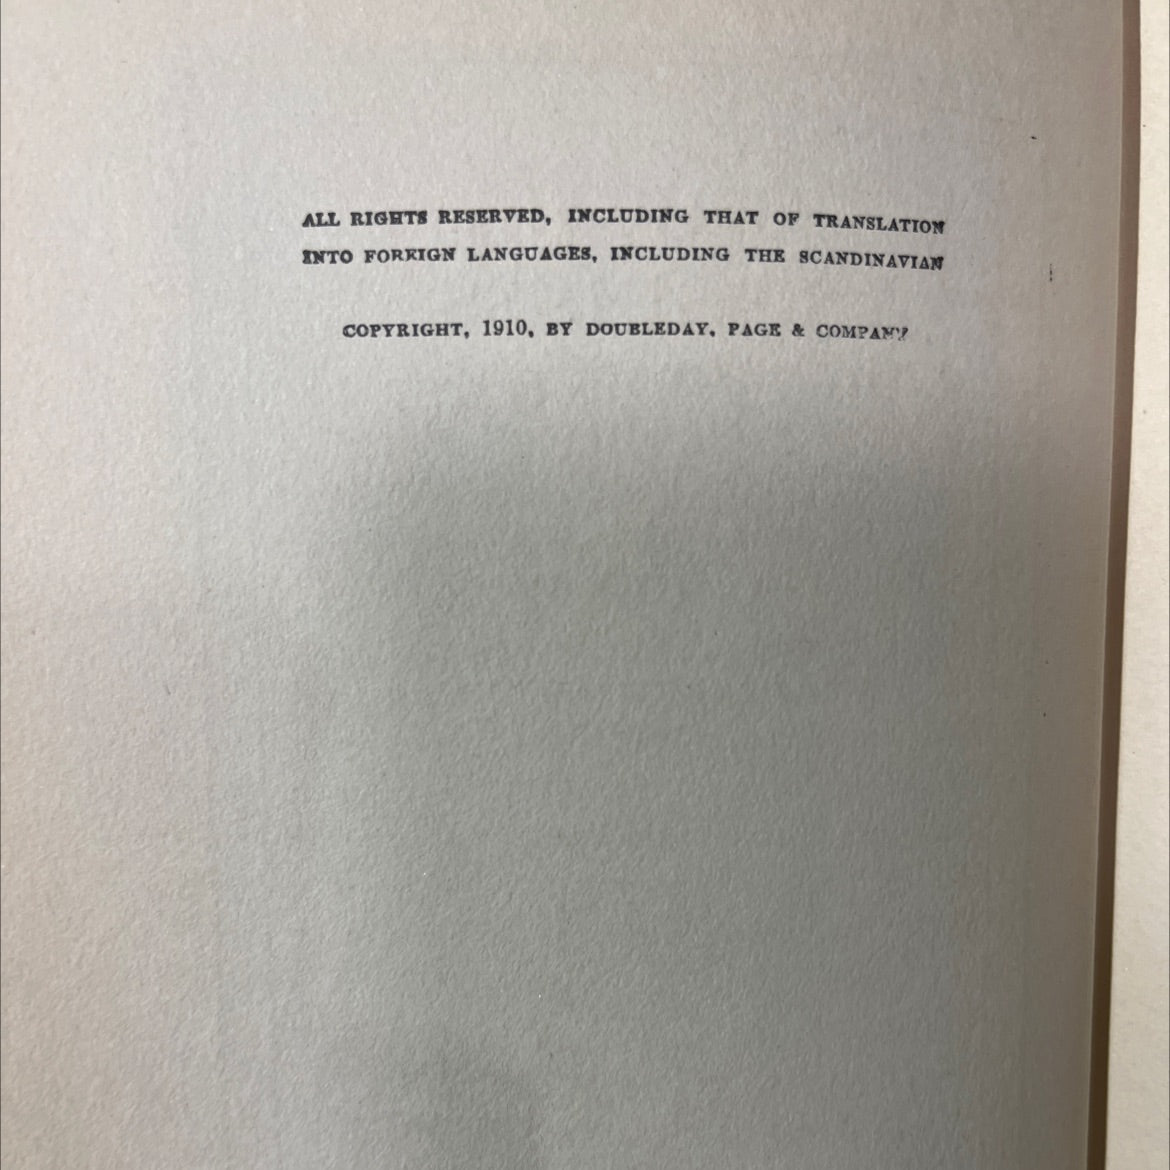 ALL RIGHTS RESERVED, INCLUDING THAT OF TRANSLATION
INTO FOREIGN LANGUAGES, INCLUDING THE SCANDINAVIAN
COPYRIGHT, 1910, BY DOUBLEDAY, PAGE & COMPANY